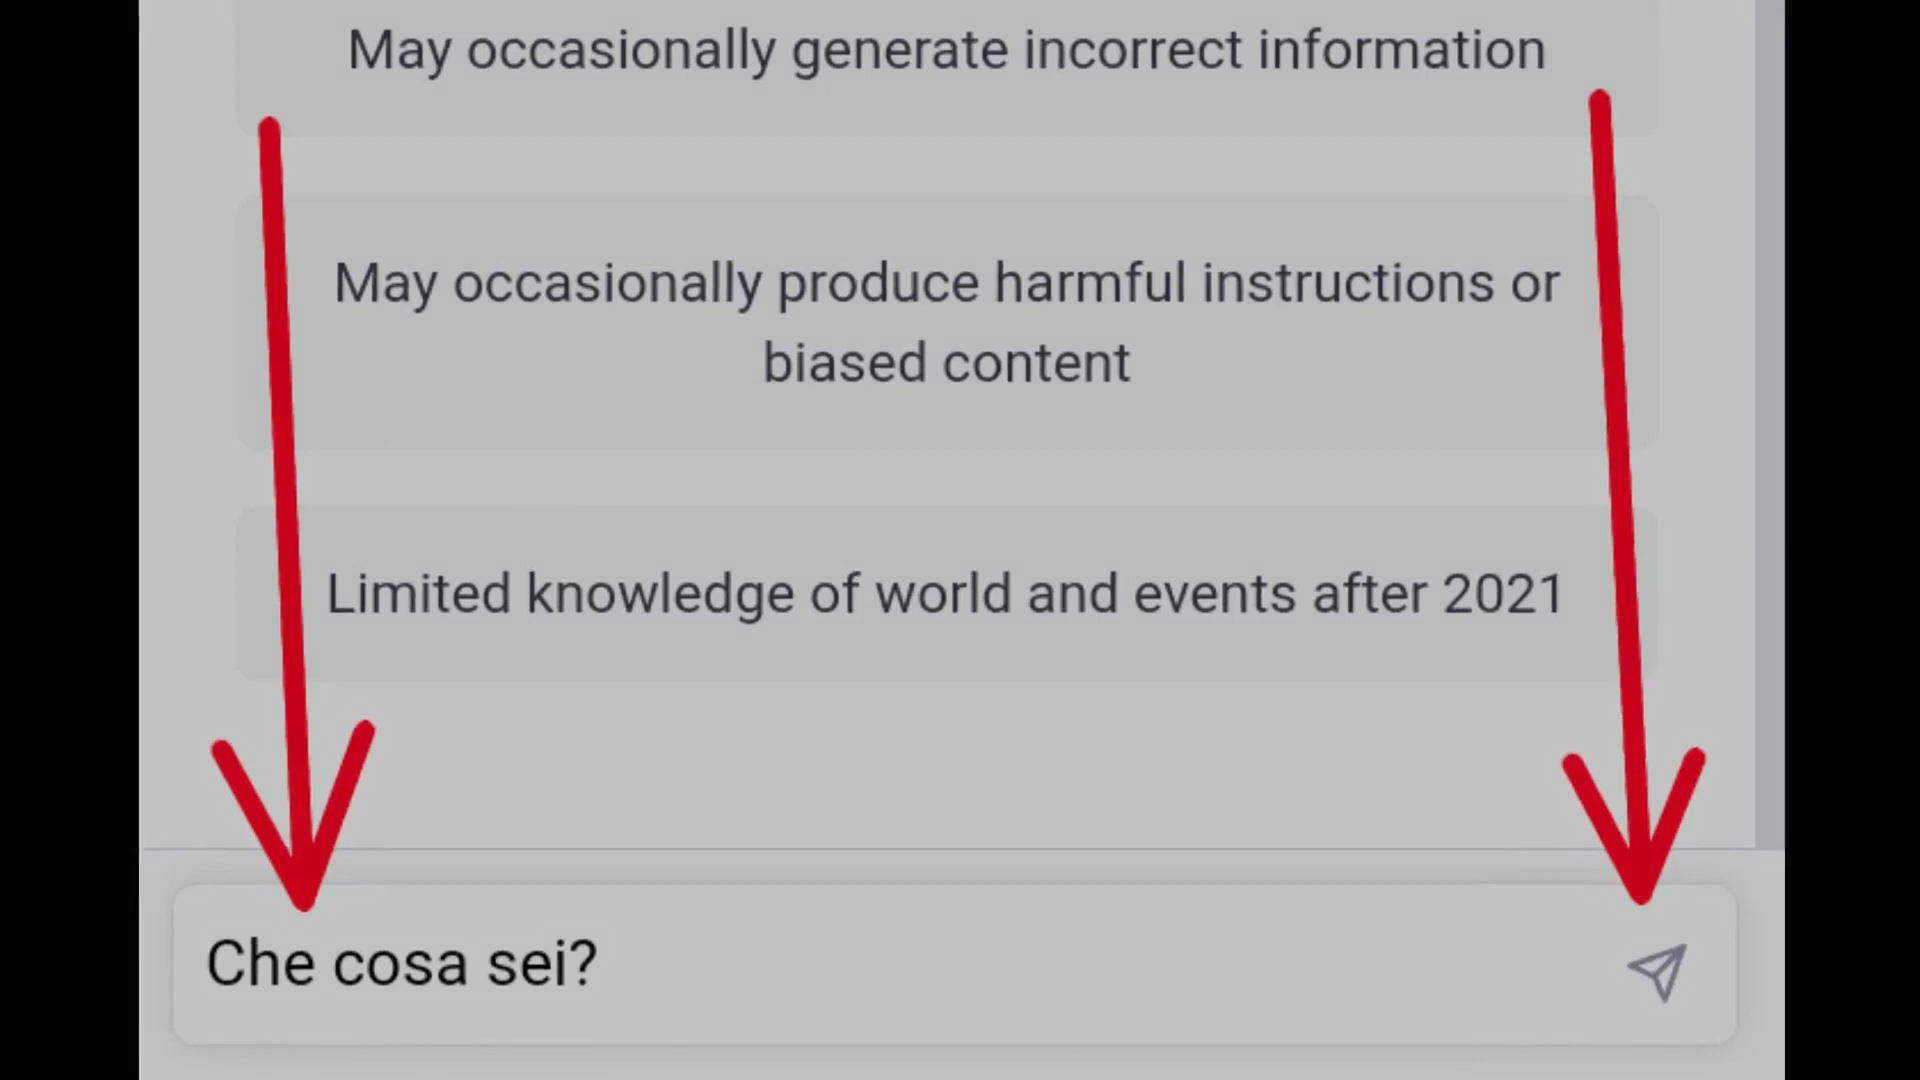 May occasionally generate incorrect information
May occasionally produce harmful instructions or
biased content
Limited knowledge of world and events after 2021
Che cosa sei?